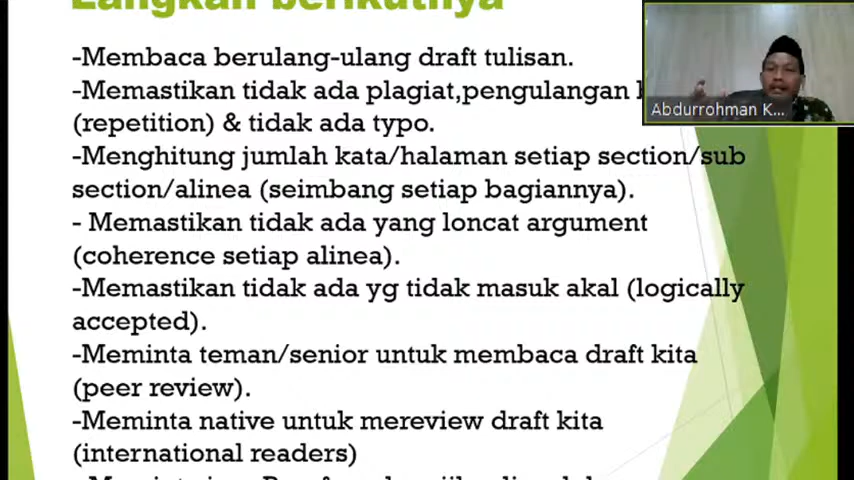 Langkah berikutnya
-Membaca berulang-ulang draft tulisan.
-Memastikan tidak ada plagiat,pengulangan
(repetition) & tidak ada typo.
-Menghitung jumlah kata/halaman setiap section/sub
section/alinea (seimbang setiap bagiannya).
- Memastikan tidak ada yang loncat argument
(coherence setiap alinea).
-Memastikan tidak ada yg tidak masuk akal (logically
accepted).
-Meminta teman/senior untuk membaca draft kita
(peer review).
-Meminta native untuk mereview draft kita
(international readers)
Abdurrohman K...